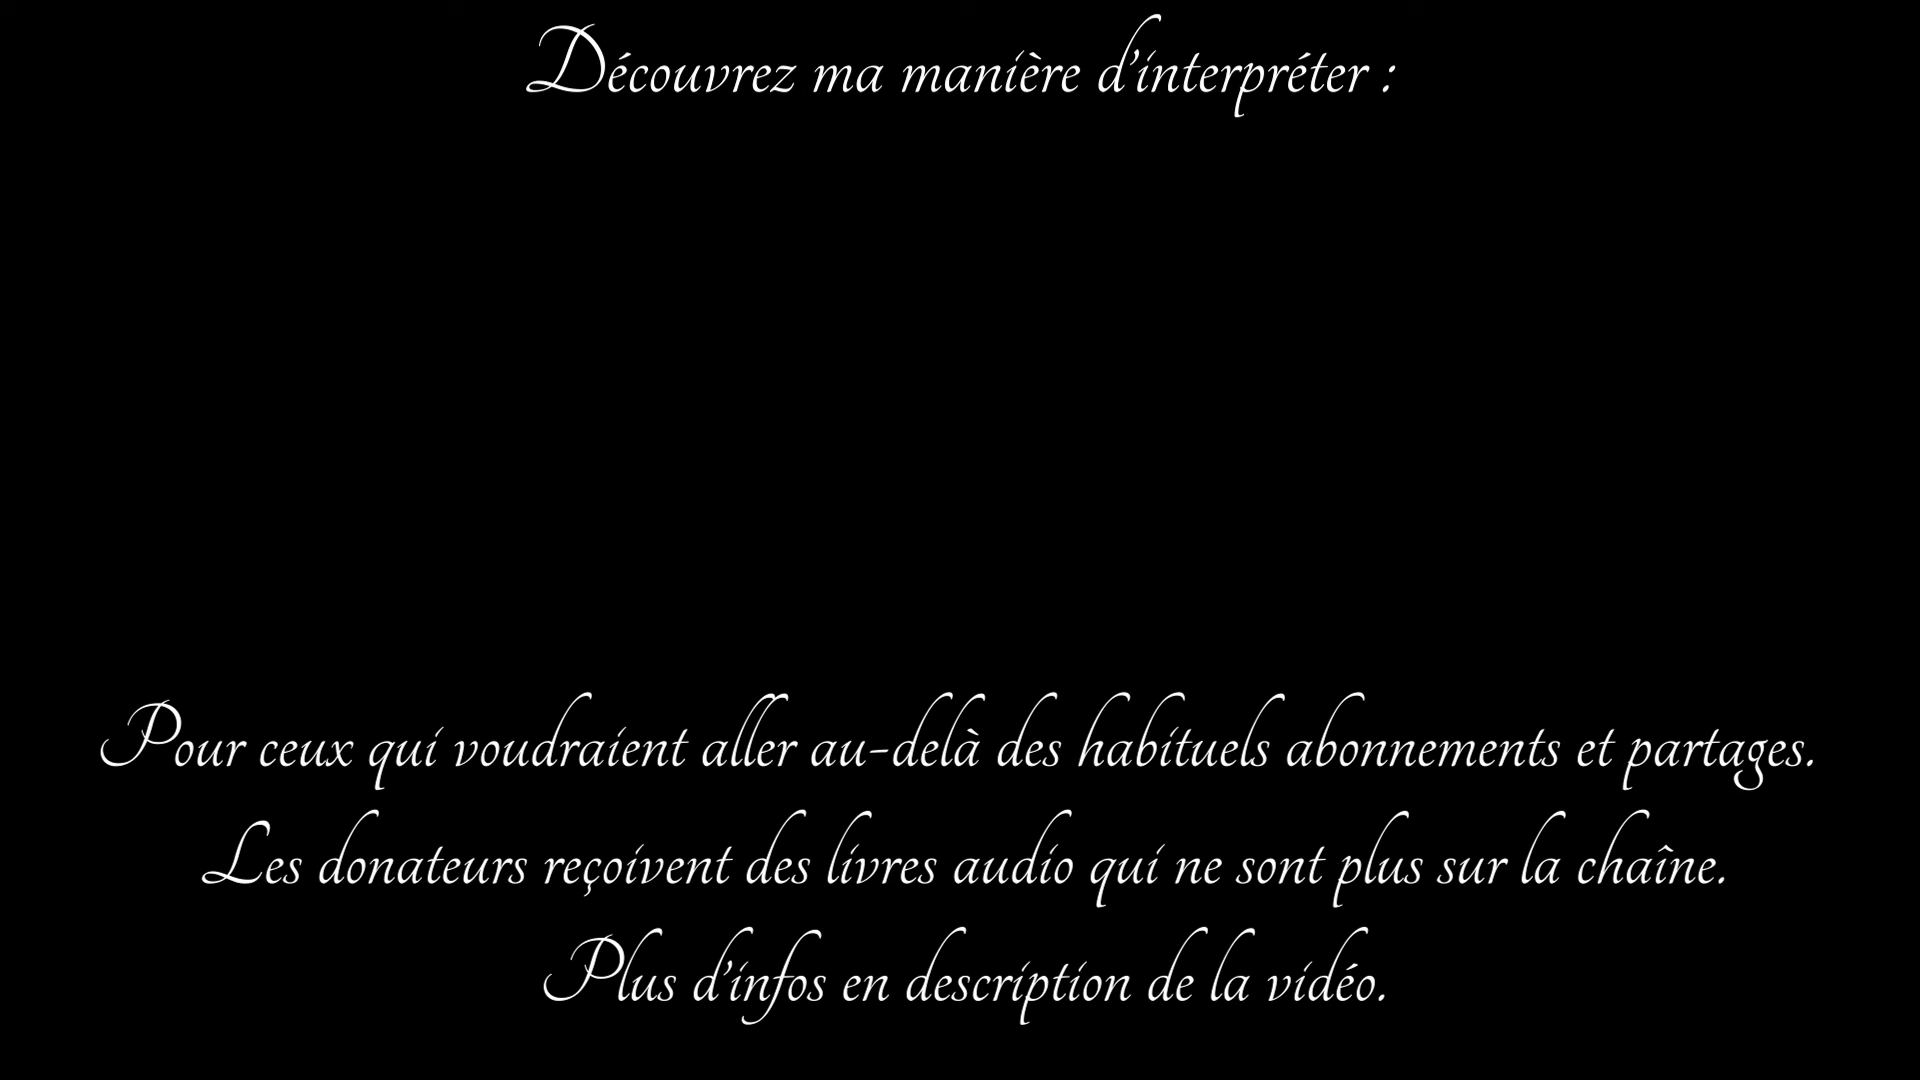 Découvrez ma manière d'interpréter :
Pour ceux qui voudraient aller au-delà des habituels abonnements et partages.
Les donateurs reçoivent des livres audio qui ne sont plus sur la chaîne.
Plus d'infos en description de la vidéo.